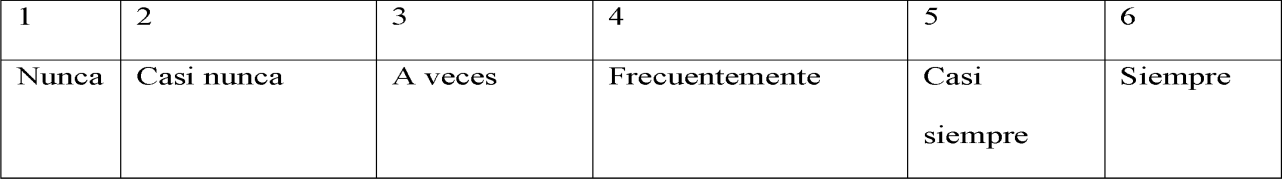 1 2 3 4 5 6
Nunca Casi nunca A veces Frecuentemente Casi Siempre
siempre